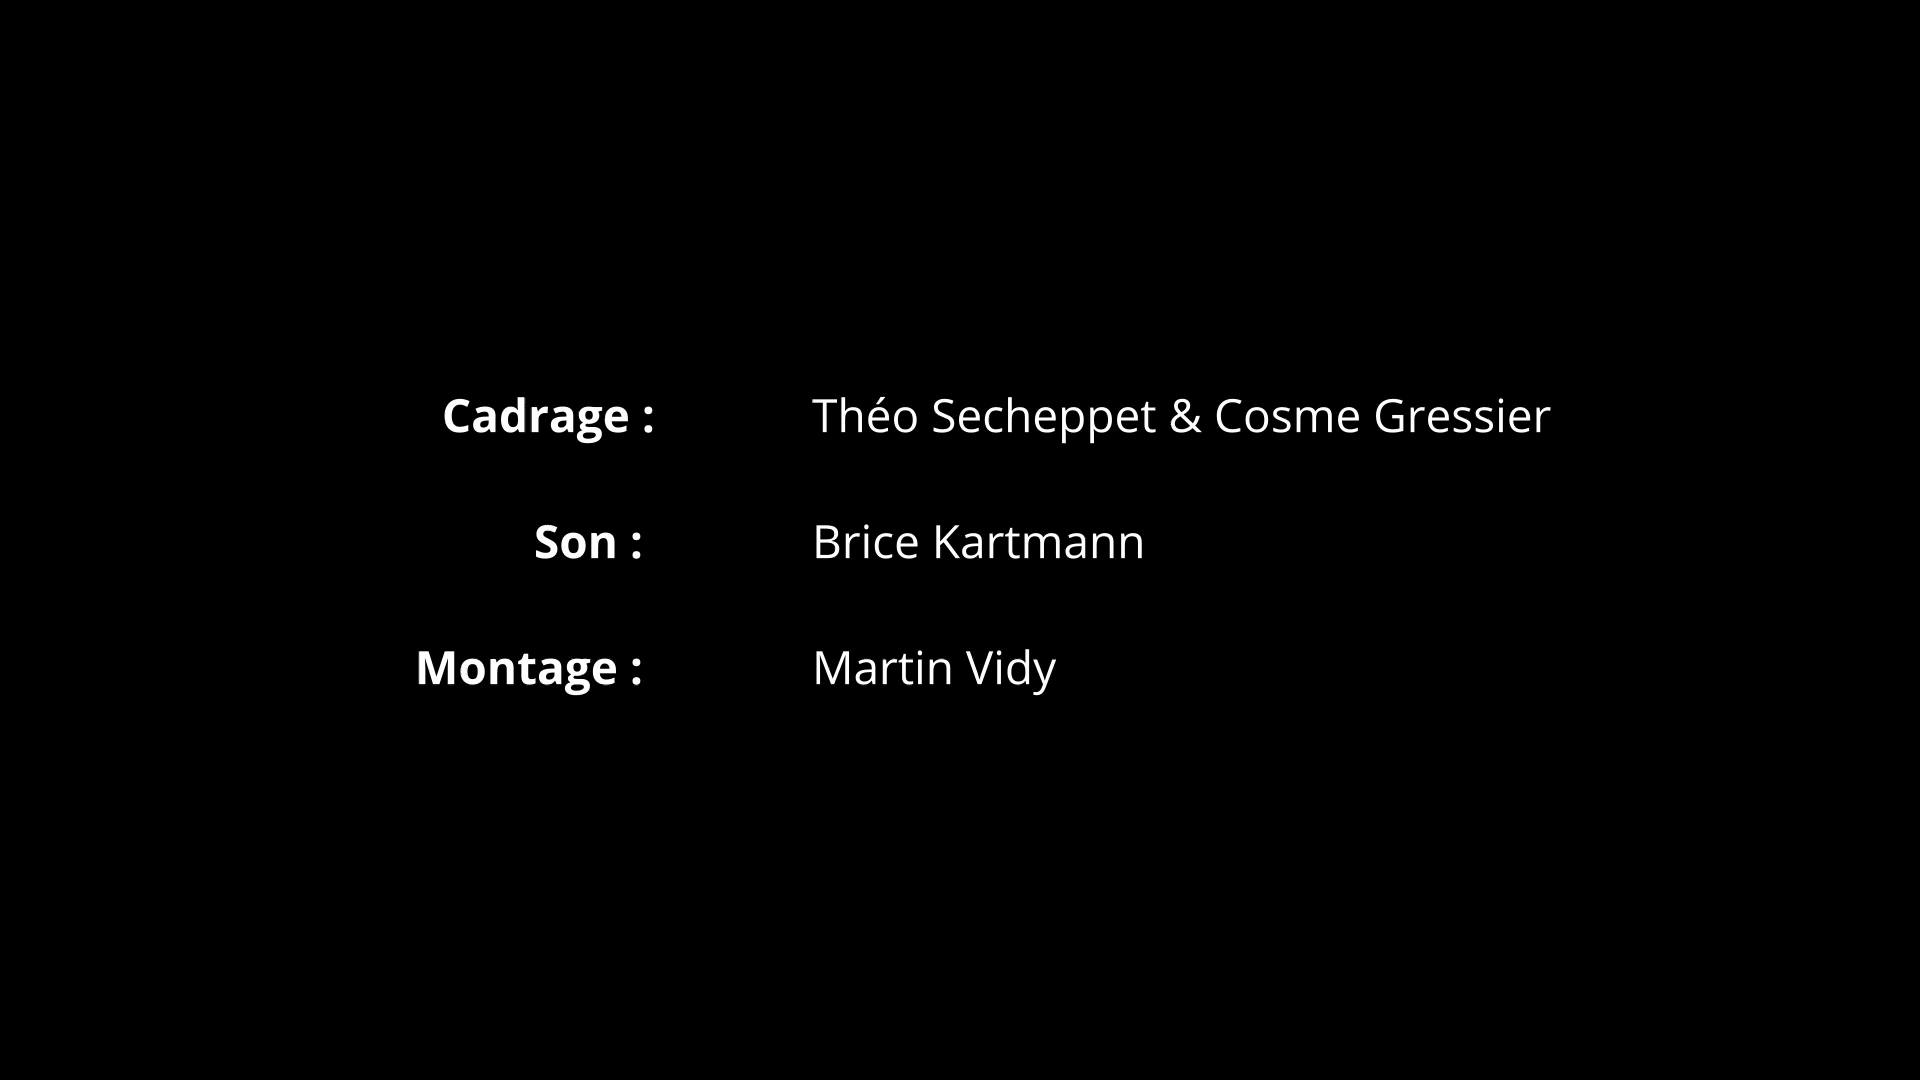 Cadrage : Théo Secheppet & Cosme Gressier
Son : Brice Kartmann
Montage : Martin Vidy